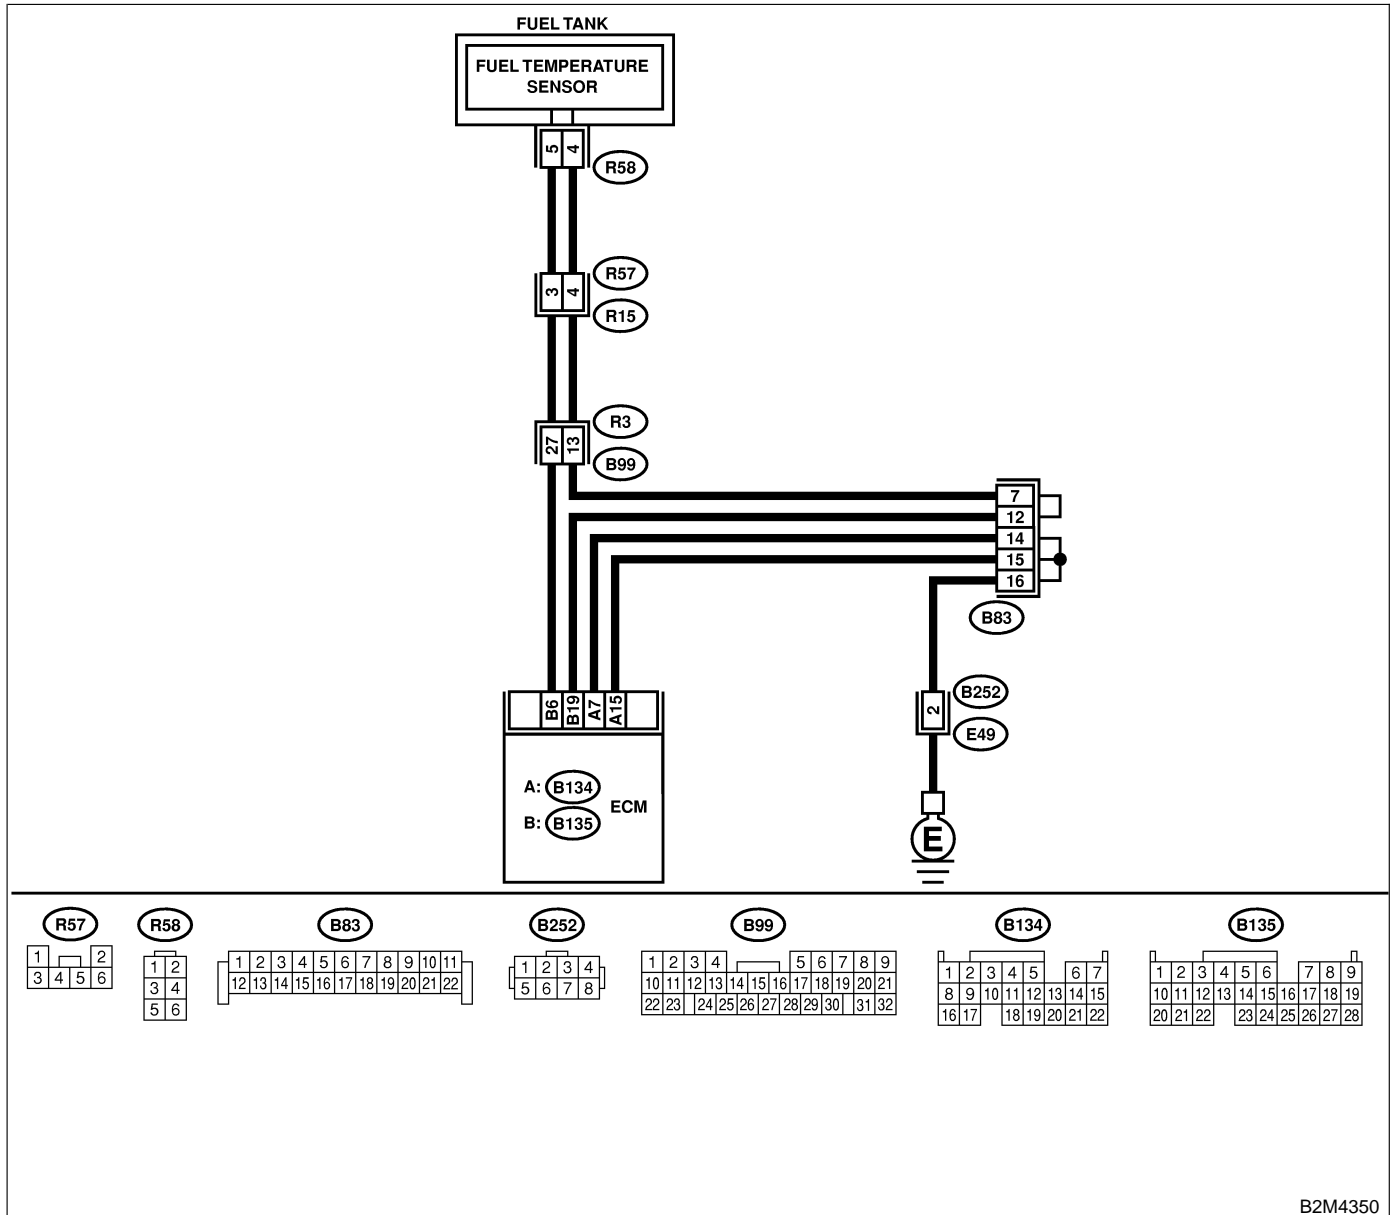 FUEL TANK
FUEL TEMPERATURE
SENSOR
5 4
R58
3 4
R57
R15
27 13
R3
B99
7
12
14
15
16
B83
B6 B19 A7 A15
2
B252
E49
A: B134
B: B135
ECM
E
R57
1 2
3 4 5 6
R58
1 2
3 4
5 6
B83
1 2 3 4 5 6 7 8 9 10 11
12 13 14 15 16 17 18 19 20 21 22
B252
1 2 3 4
5 6 7 8
B99
1 2 3 4 5 6 7 8 9
10 11 12 13 14 15 16 17 18 19 20 21
22 23 24 25 26 27 28 29 30 31 32
B134
1 2 3 4 5 6 7
8 9 10 11 12 13 14 15
16 17 18 19 20 21 22
B135
1 2 3 4 5 6 7 8 9
10 11 12 13 14 15 16 17 18 19
20 21 22 23 24 25 26 27 28
B2M4350